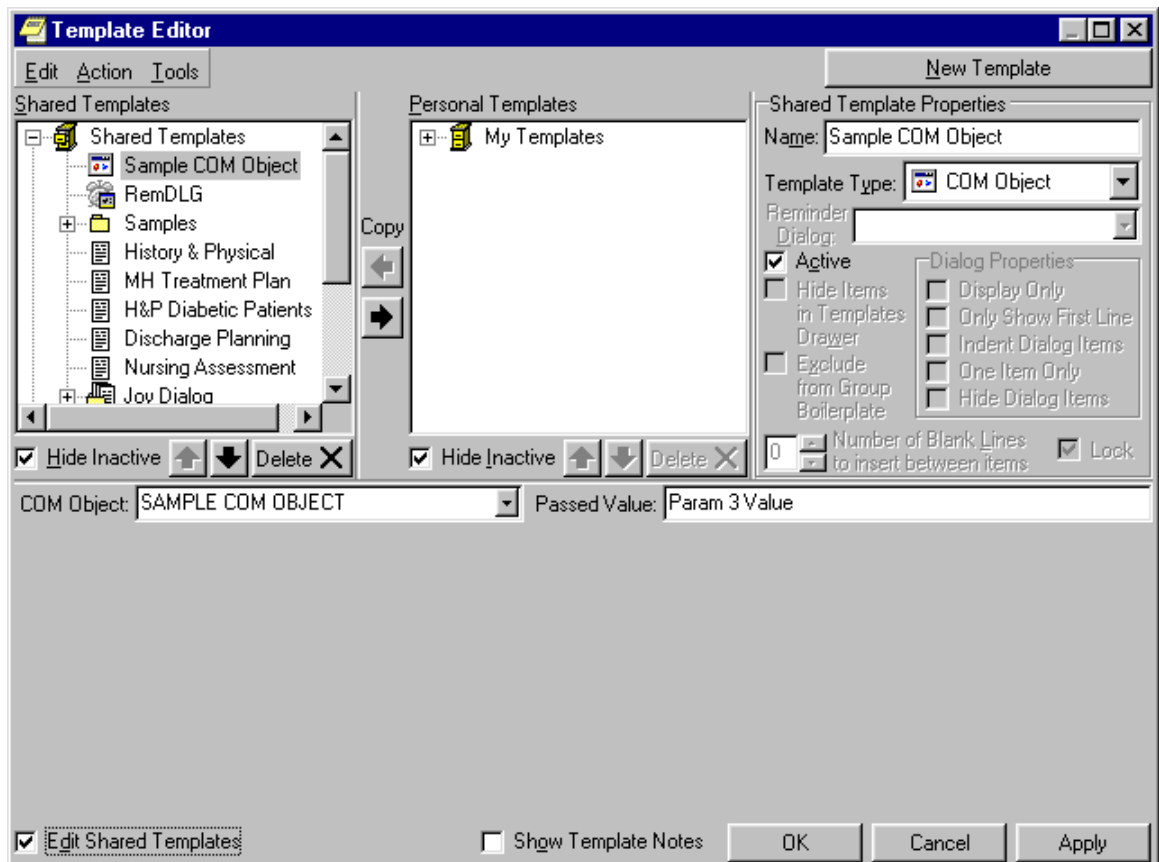 Template Editor
Edit Action Tools
New Template
Shared Templates
Shared Templates
Sample COM Object
RemDLG
Samples
History & Physical
MH Treatment Plan
H&P Diabetic Patients
Discharge Planning
Nursing Assessment
Joy Dialog
Hide Inactive
Delete
Copy
Personal Templates
My Templates
Hide Inactive
Delete
Shared Template Properties
Name: Sample COM Object
Template Type: COM Object
Reminder
Dialog:
Active
Hide Items
in Templates
Drawer
Exclude
from Group
Boilerplate
Dialog Properties
Display Only
Only Show First Line
Indent Dialog Items
One Item Only
Hide Dialog Items
0 Number of Blank Lines
to insert between items
Lock
COM Object: SAMPLE COM OBJECT
Passed Value: Param 3 Value
Edit Shared Templates
Show Template Notes
OK
Cancel
Apply